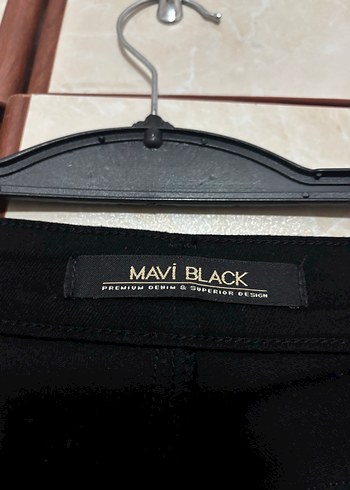 MAVİ BLACK
PREMIUM DENIM & SUPERIOR DESIGN